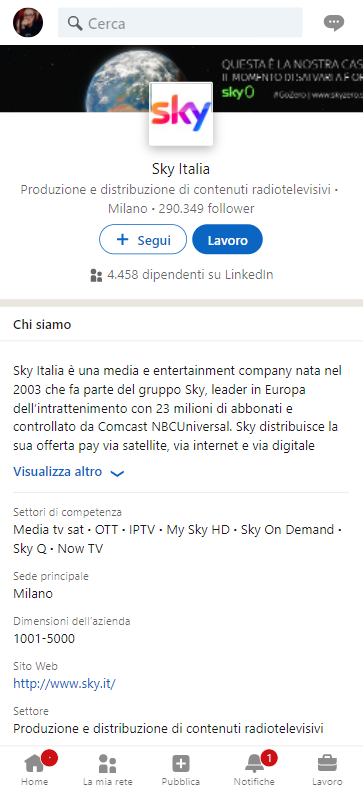 Cerca
QUESTA È LA NOSTRA CAS
IL MOMENTO DI SALVARLA È OR
sky0 #GoZero | www.skyzero.s
sky
Sky Italia
Produzione e distribuzione di contenuti radiotelevisivi •
Milano • 290.349 follower
+ Segui
Lavoro
4.458 dipendenti su LinkedIn
Chi siamo
Sky Italia è una media e entertainment company nata nel
2003 che fa parte del gruppo Sky, leader in Europa
dell'intrattenimento con 23 milioni di abbonati e
controllato da Comcast NBCUniversal. Sky distribuisce la
sua offerta pay via satellite, via internet e via digitale
Visualizza altro
Settori di competenza
Media tv sat • OTT • IPTV • My Sky HD • Sky On Demand •
Sky Q • Now TV
Sede principale
Milano
Dimensioni dell'azienda
1001-5000
Sito Web
http://www.sky.it/
Settore
Produzione e distribuzione di contenuti radiotelevisivi
1
Home
La mia rete
Pubblica
Notifiche
Lavoro